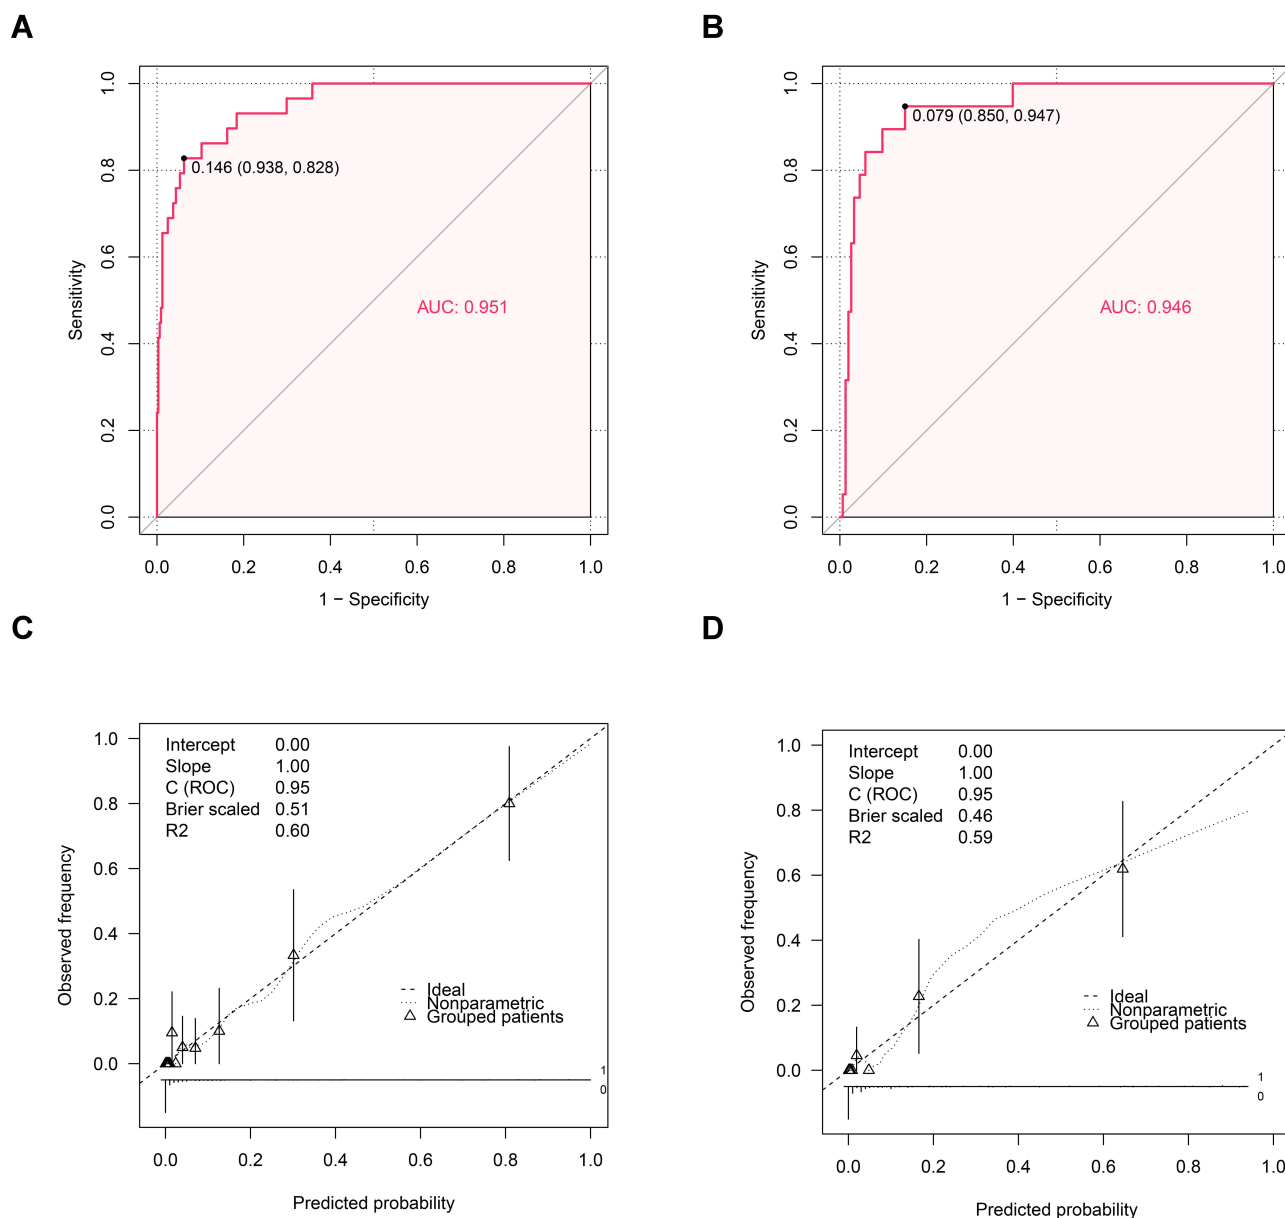 A
B
1.0
0.8
0.6
0.4
0.2
0.0
Sensitivity
0.146 (0.938, 0.828)
AUC: 0.951
0.0 0.2 0.4 0.6 0.8 1.0
1 − Specificity
1.0
0.8
0.6
0.4
0.2
0.0
Sensitivity
0.079 (0.850, 0.947)
AUC: 0.946
0.0 0.2 0.4 0.6 0.8 1.0
1 − Specificity
C
D
1.0
0.8
0.6
0.4
0.2
0.0
Observed frequency
Intercept 0.00
Slope 1.00
C (ROC) 0.95
Brier scaled 0.51
R2 0.60
Ideal
Nonparametric
Grouped patients
1
0
0.0 0.2 0.4 0.6 0.8 1.0
Predicted probability
1.0
0.8
0.6
0.4
0.2
0.0
Observed frequency
Intercept 0.00
Slope 1.00
C (ROC) 0.95
Brier scaled 0.46
R2 0.59
Ideal
Nonparametric
Grouped patients
1
0
0.0 0.2 0.4 0.6 0.8 1.0
Predicted probability